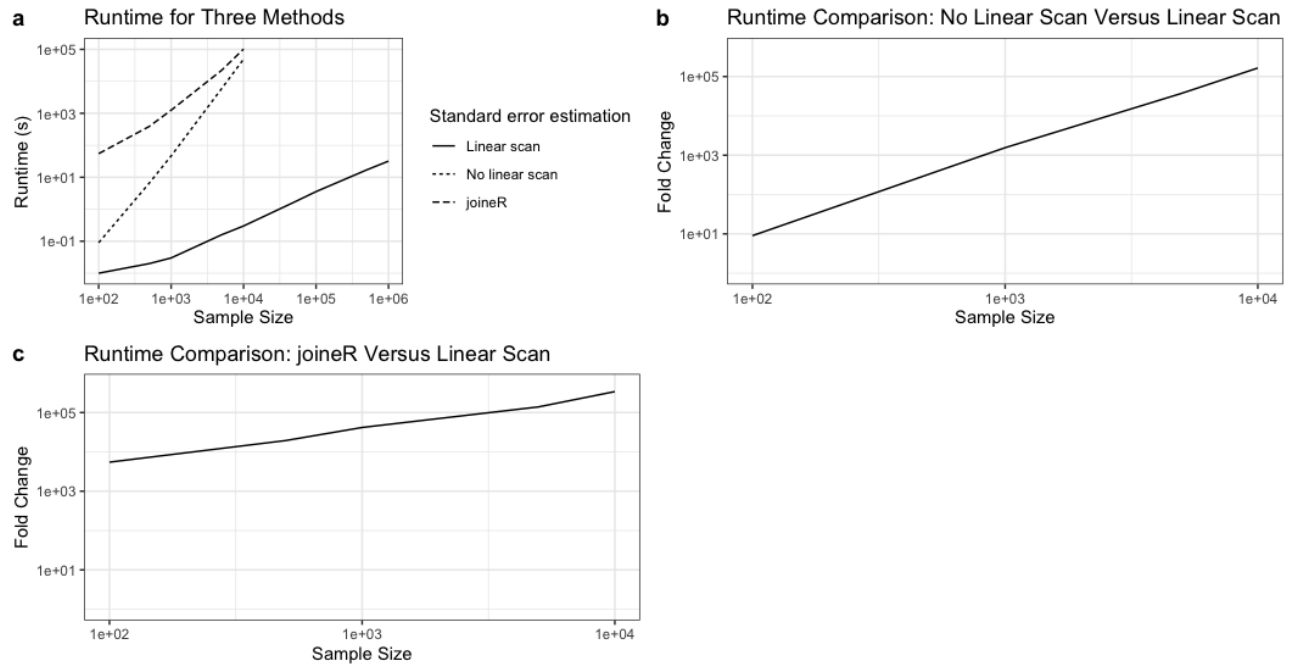 a Runtime for Three Methods
1e+05
1e+03
1e+01
1e-01
Runtime (s)
1e+02 1e+03 1e+04 1e+05 1e+06
Sample Size
Standard error estimation
Linear scan
No linear scan
joineR
b Runtime Comparison: No Linear Scan Versus Linear Scan
1e+05
1e+03
1e+01
Fold Change
1e+02 1e+03 1e+04
Sample Size
c Runtime Comparison: joineR Versus Linear Scan
1e+05
1e+03
1e+01
Fold Change
1e+02 1e+03 1e+04
Sample Size